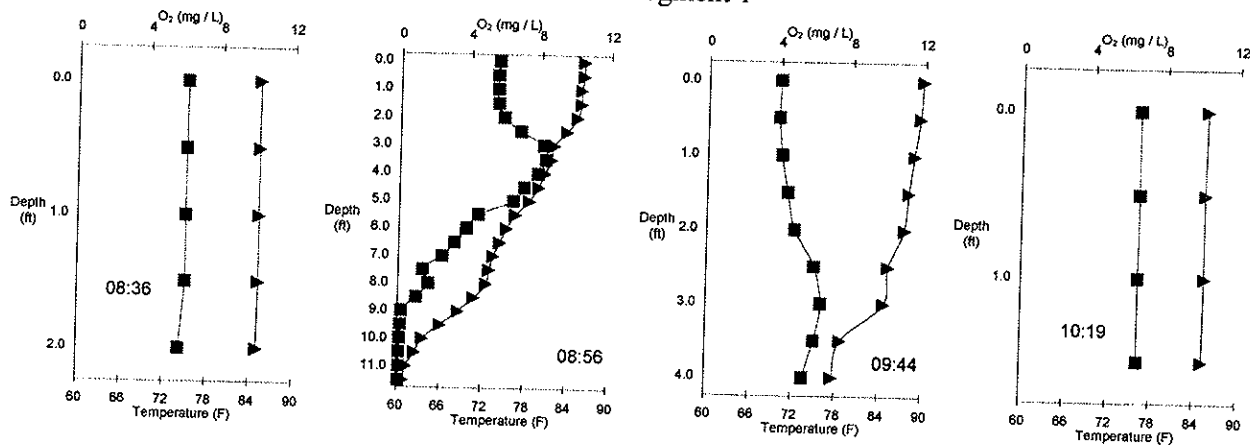 O₂ (mg / L)
0 4 8 12
0.0
Depth
(ft)
1.0
2.0
08:36
60 66 72 78 84 90
Temperature (F)
O₂ (mg / L)
0 4 8 12
0.0
1.0
2.0
3.0
4.0
Depth
(ft)
5.0
6.0
7.0
8.0
9.0
10.0
11.0
08:56
60 72 78 84 90
Temperature (F)
O₂ (mg / L)
0 4 8 12
0.0
1.0
Depth
(ft)
2.0
3.0
4.0
09:44
60 66 72 78 84 90
Temperature (F)
O₂ (mg / L)
0 4 8 12
0.0
Depth
(ft)
1.0
10:19
60 66 72 78 84 90
Temperature (F)